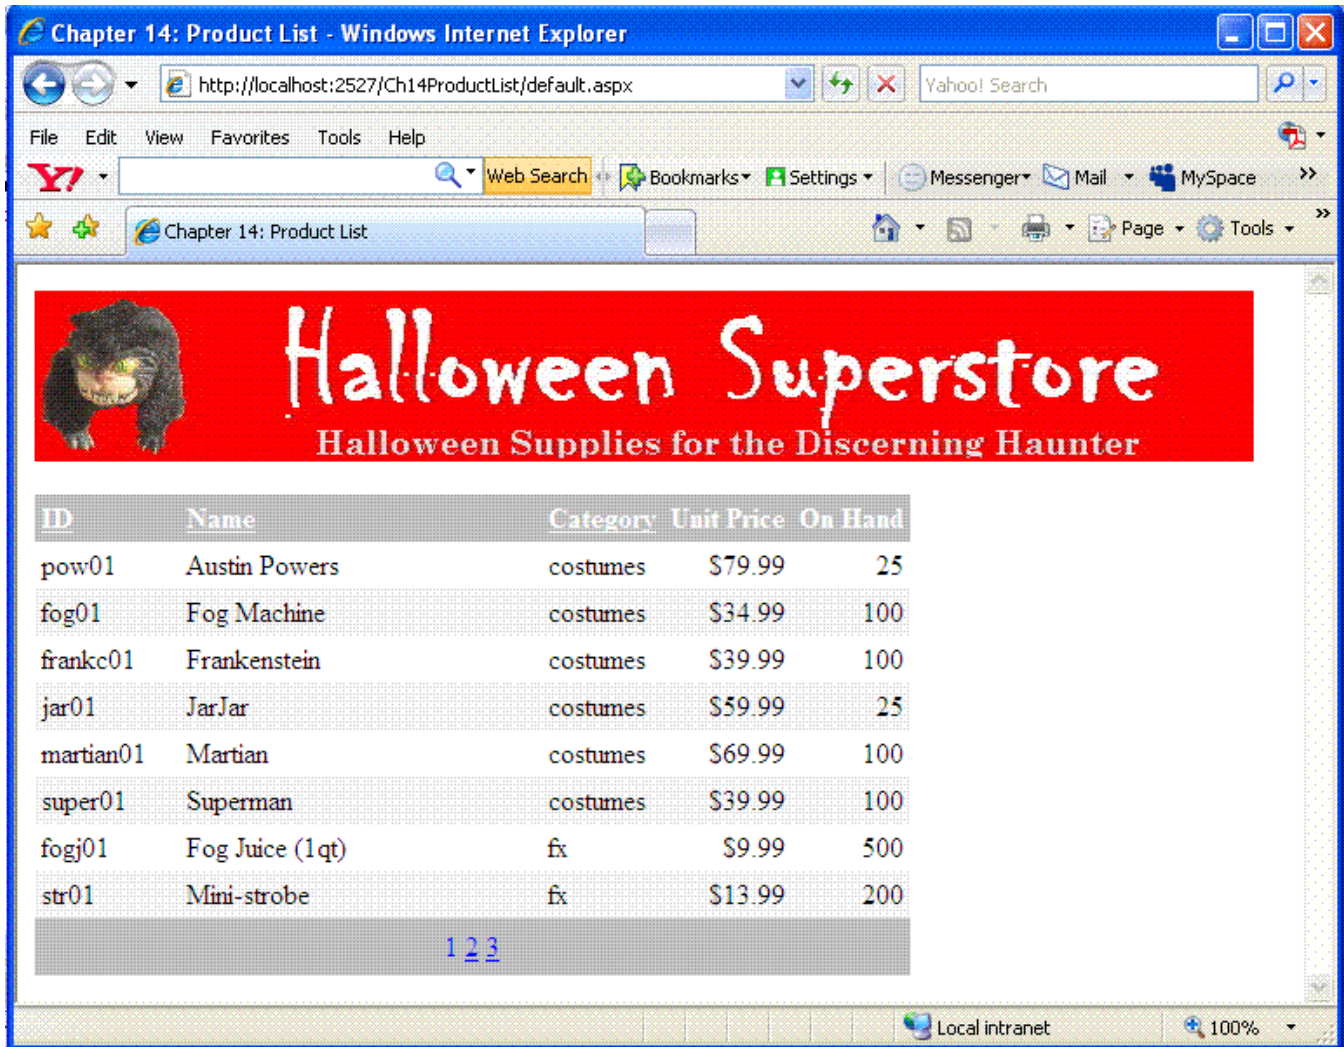 Chapter 14: Product List - Windows Internet Explorer
http://localhost:2527/Ch14ProductList/default.aspx
Yahoo! Search
File Edit View Favorites Tools Help
Y!
Web Search
Bookmarks
Settings
Messenger
Mail
MySpace
Chapter 14: Product List
Page
Tools
Halloween Superstore
Halloween Supplies for the Discerning Haunter
ID Name Category Unit Price On Hand
pow01 Austin Powers costumes $79.99 25
fog01 Fog Machine costumes $34.99 100
frankc01 Frankenstein costumes $39.99 100
jar01 JarJar costumes $59.99 25
martian01 Martian costumes $69.99 100
super01 Superman costumes $39.99 100
fogj01 Fog Juice (1qt) fx $9.99 500
str01 Mini-strobe fx $13.99 200
1 2 3
Local intranet
100%